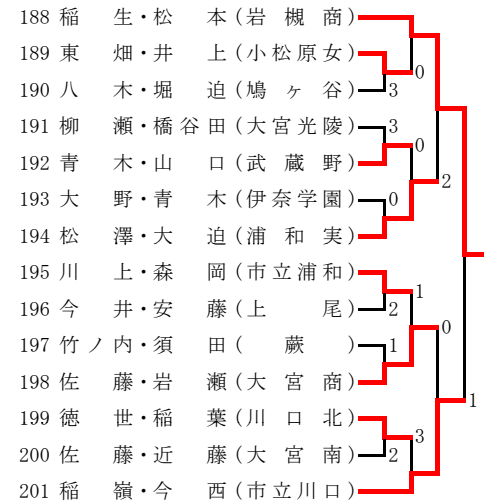 188 稲 生・松 本（岩 槻 商）
189 東 畑・井 上（小松原女）
0
190 八 木・堀 迫（鳩 ヶ 谷） 3
191 柳 瀬・橋谷田（大宮光陵） 3
0
192 青 木・山 口（武 蔵 野）
2
193 大 野・青 木（伊奈学園） 0
194 松 澤・大 迫（浦 和 実）
195 川 上・森 岡（市立浦和）
1
196 今 井・安 藤（上 尾） 2
0
197 竹ノ内・須 田（ 蕨 ） 1
198 佐 藤・岩 瀬（大 宮 商）
1
199 徳 世・稲 葉（川 口 北）
3
200 佐 藤・近 藤（大 宮 南） 2
201 稲 嶺・今 西（市立川口）